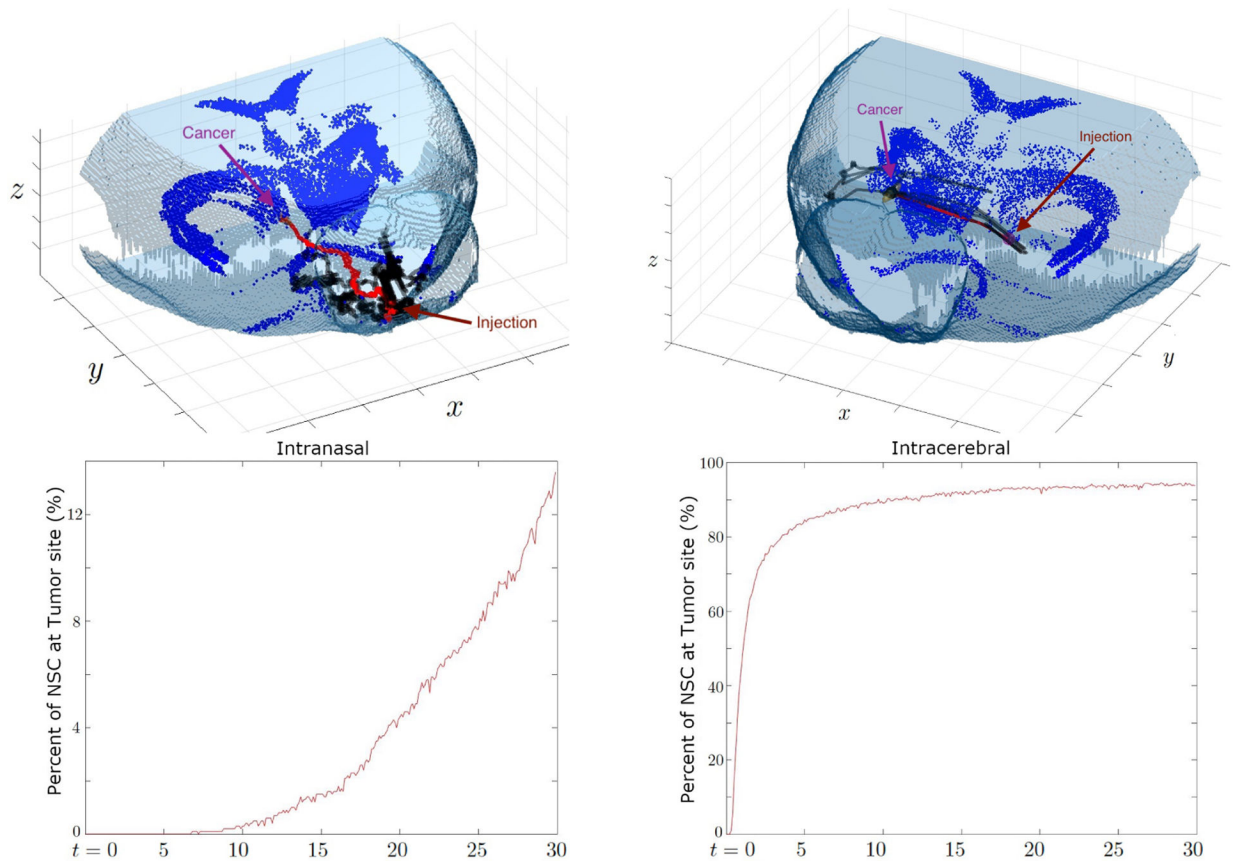 Cancer
Injection
z
y
x
Cancer
Injection
z
x
y
Intranasal
Percent of NSC at Tumor site (%)
12
8
4
0
t = 0
5
10
15
20
25
30
Intracerebral
Percent of NSC at Tumor site (%)
100
80
60
40
20
0
t = 0
5
10
15
20
25
30